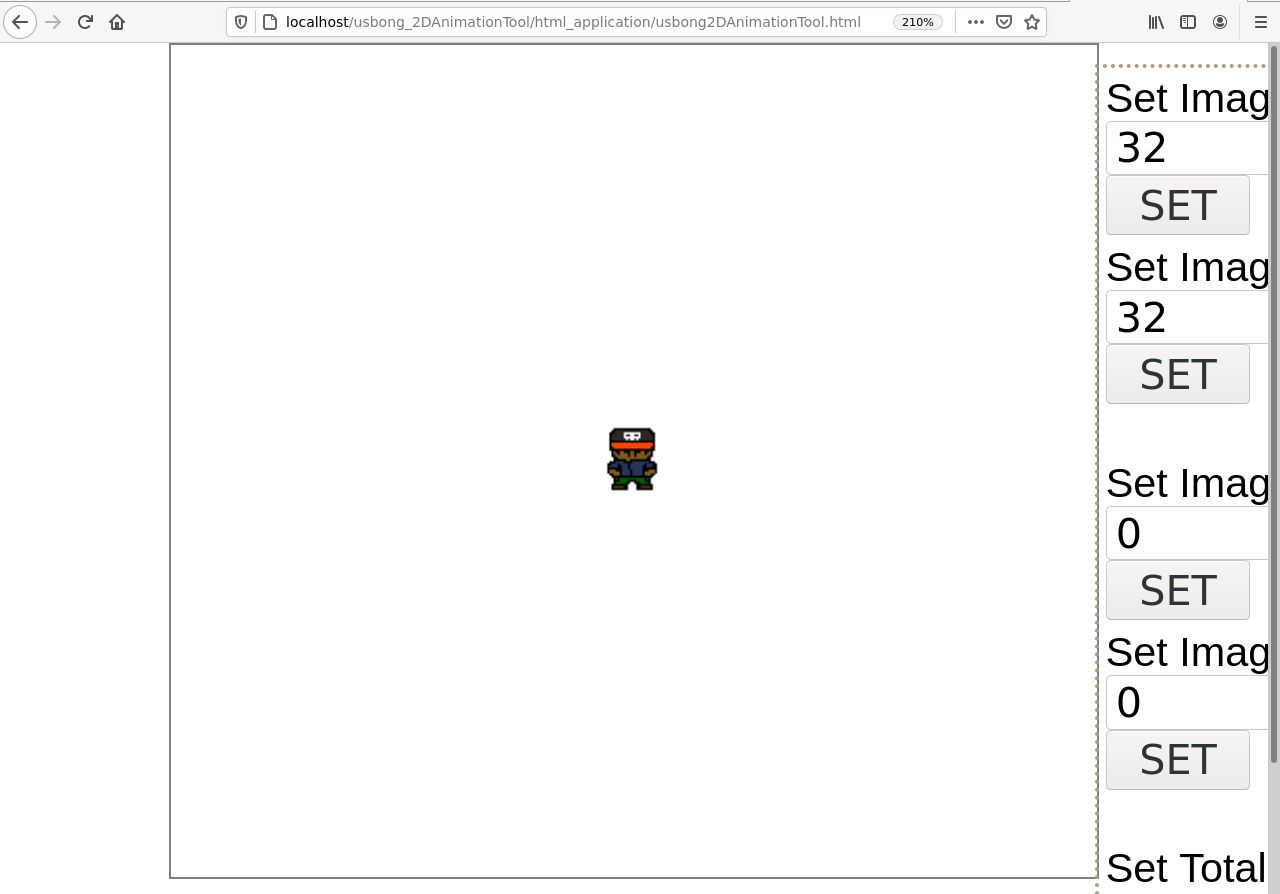 localhost/usbong_2DAnimationTool/html_application/usbong2DAnimationTool.html
210%
Set Imag
32
SET
Set Imag
32
SET
Set Imag
0
SET
Set Imag
0
SET
Set Total